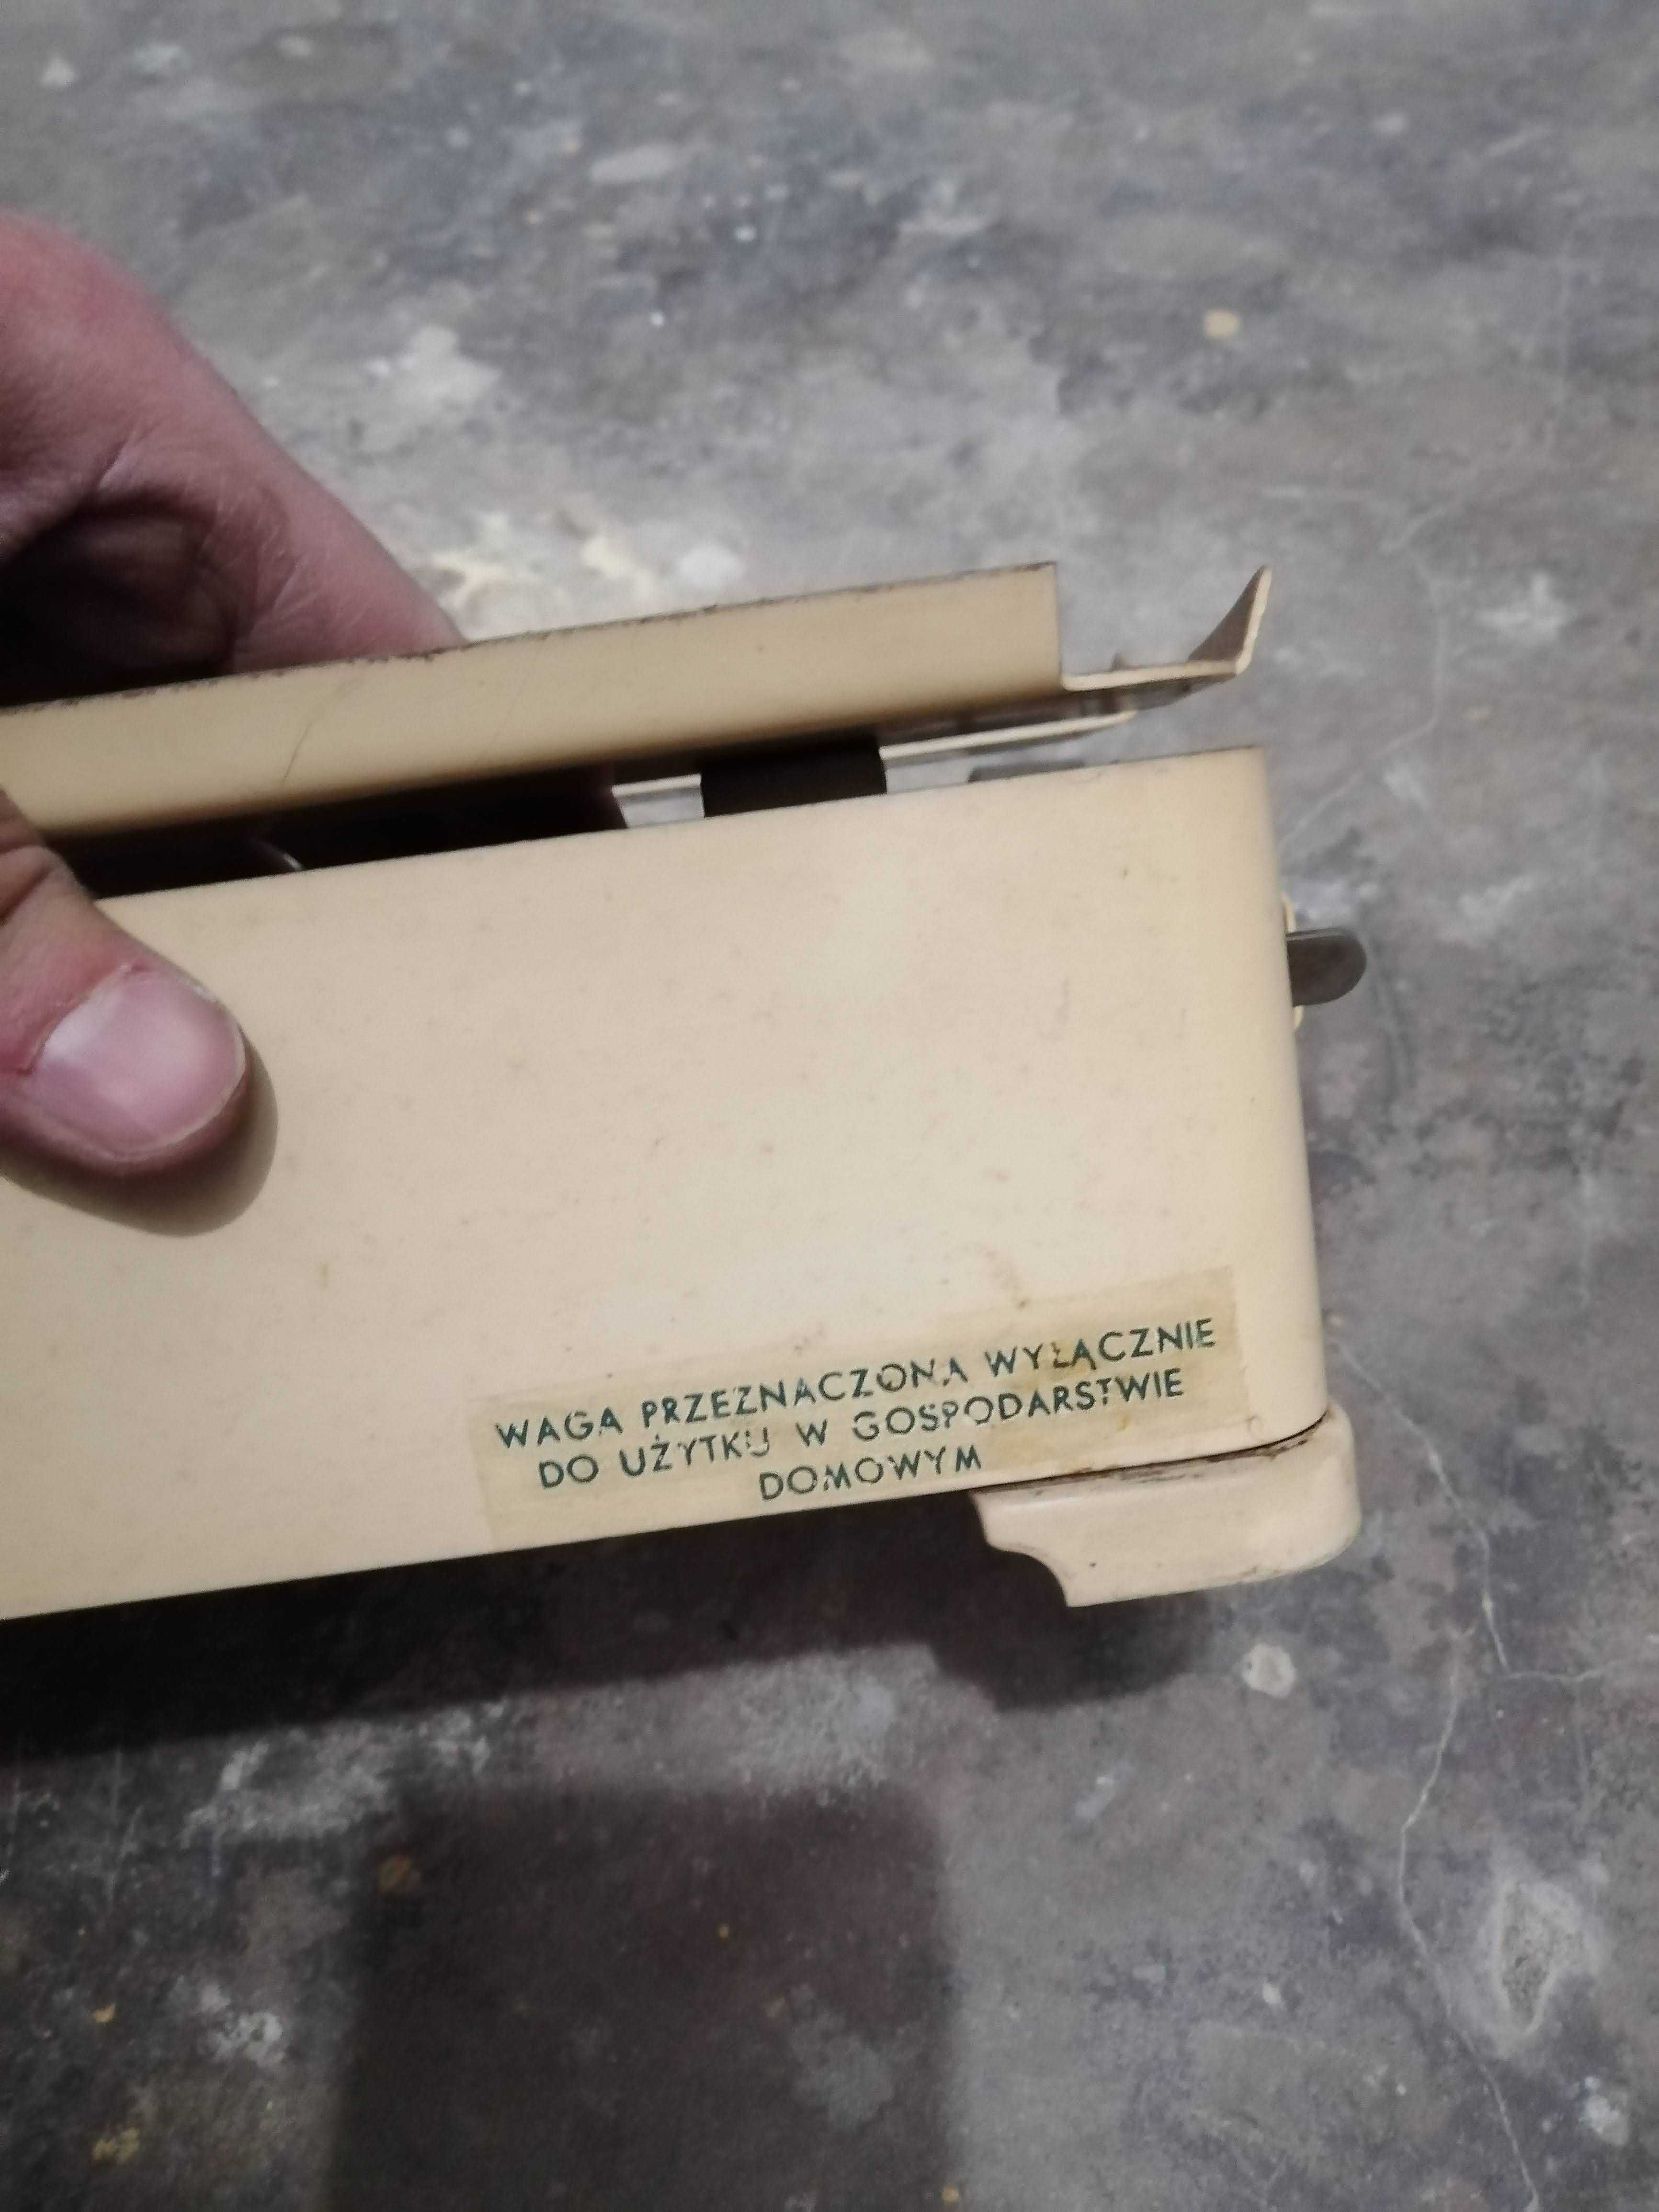 WAGA PRZEZNACZONA WYŁĄCZNIE
DO UŻYTKU W GOSPODARSTWIE
DOMOWYM